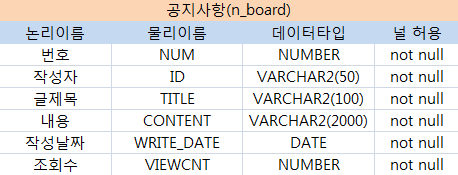 공지사항(n_board)
논리이름 물리이름 데이터타입 널 허용
번호 NUM NUMBER not null
작성자 ID VARCHAR2(50) not null
글제목 TITLE VARCHAR2(100) not null
내용 CONTENT VARCHAR2(2000) not null
작성날짜 WRITE_DATE DATE not null
조회수 VIEWCNT NUMBER not null